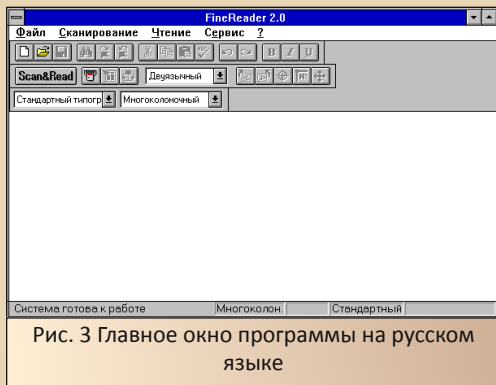 FineReader 2.0
Файл Сканирование Чтение Сервис ?
B I U
Scan&Read Двуязычный
Стандартный типогр Многоколоночный
Система готова к работе Многоколон. Стандартный
Рис. 3 Главное окно программы на русском
языке